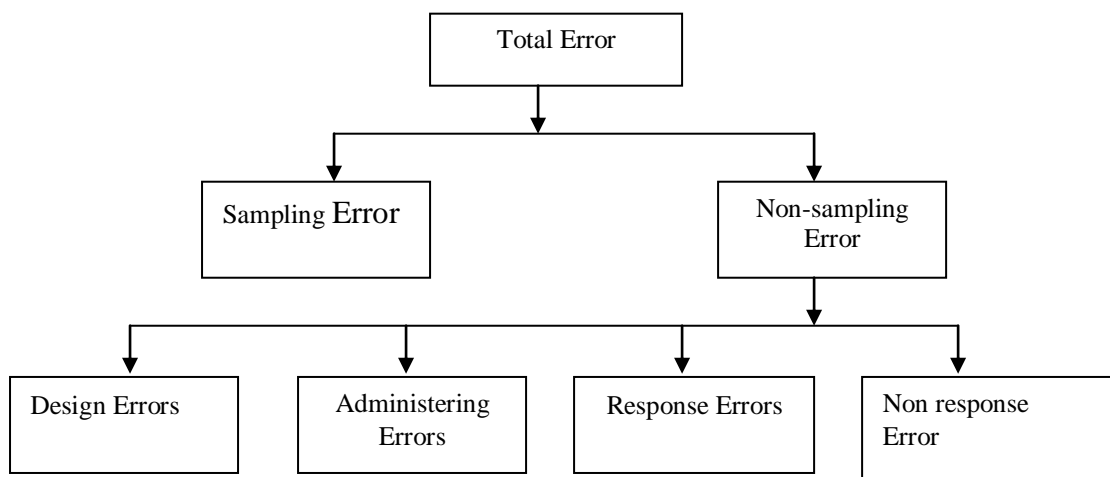 Total Error
Sampling Error
Non-sampling
Error
Design Errors
Administering
Errors
Response Errors
Non response
Error